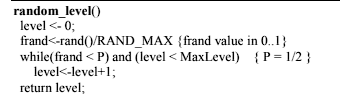 random_level()
level <- 0;
frand<-rand()/RAND_MAX {frand value in 0..1}
while(frand < P) and (level < MaxLevel) { P = 1/2 }
level<-level+1;
return level;